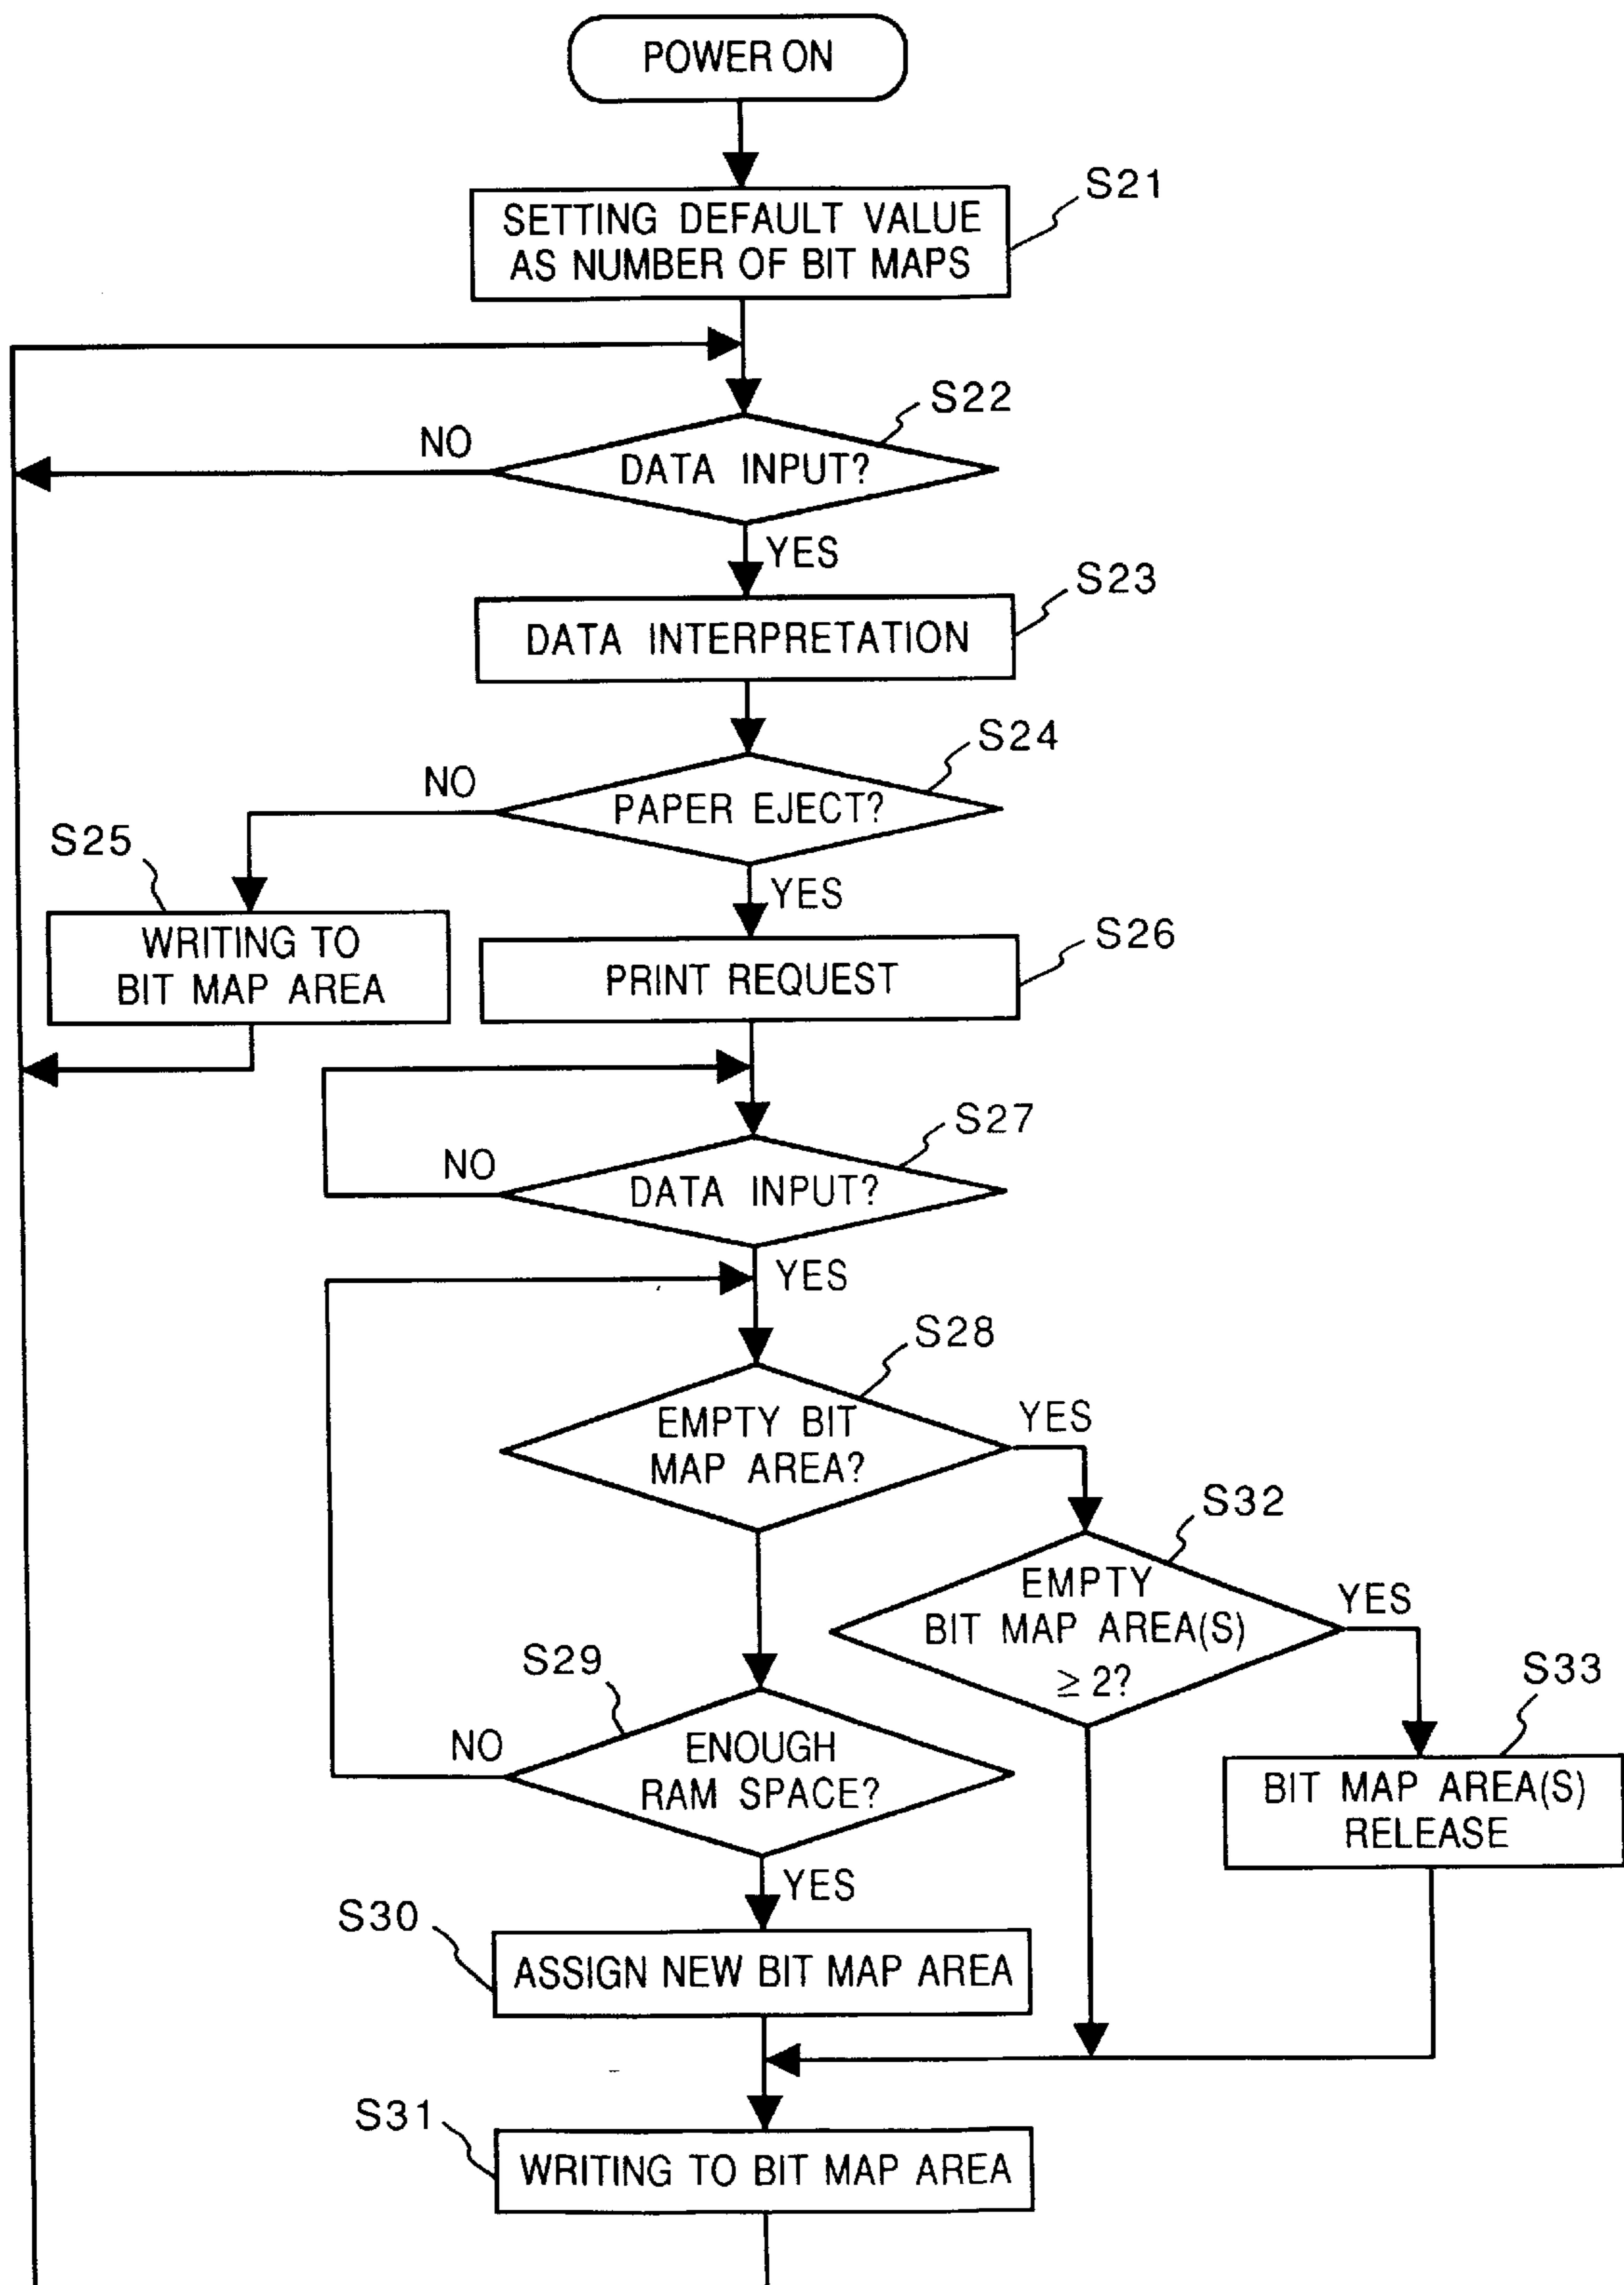 POWER ON
S21
SETTING DEFAULT VALUE
AS NUMBER OF BIT MAPS
S22
NO
DATA INPUT?
YES
S23
DATA INTERPRETATION
S24
NO
PAPER EJECT?
S25
YES
WRITING TO
BIT MAP AREA
S26
PRINT REQUEST
S27
NO
DATA INPUT?
YES
S28
EMPTY BIT
MAP AREA?
YES
S32
EMPTY
BIT MAP AREA(S)
≥ 2?
YES
S29
S33
NO
ENOUGH
RAM SPACE?
BIT MAP AREA(S)
RELEASE
YES
S30
ASSIGN NEW BIT MAP AREA
S31
WRITING TO BIT MAP AREA